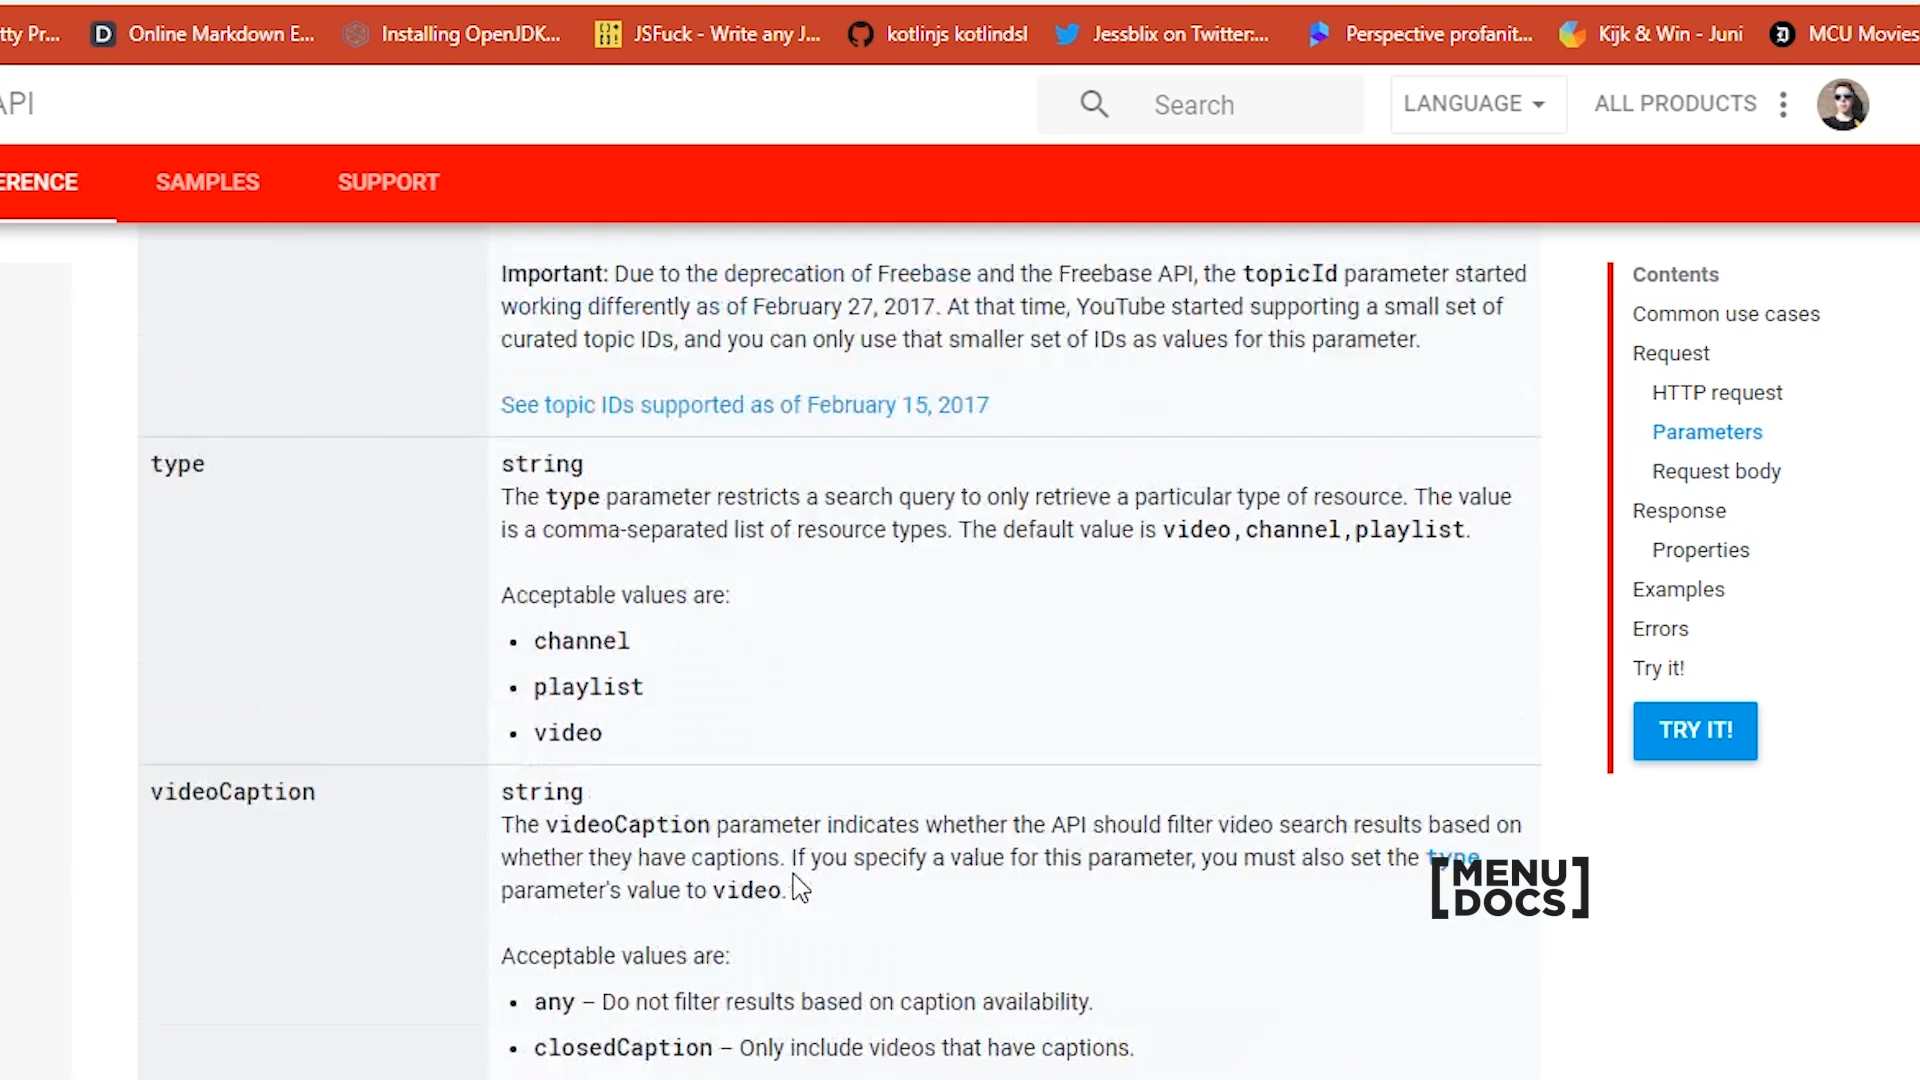 tty Pr... Online Markdown E... Installing OpenJDK... JSFuck - Write any J... kotlinjs kotlindsl Jessblix on Twitter:... Perspective profanit... Kijk & Win - Juni MCU Movies
API Search LANGUAGE ALL PRODUCTS
ERENCE SAMPLES SUPPORT
Important: Due to the deprecation of Freebase and the Freebase API, the topicId parameter started
working differently as of February 27, 2017. At that time, YouTube started supporting a small set of
curated topic IDs, and you can only use that smaller set of IDs as values for this parameter.
See topic IDs supported as of February 15, 2017
type
string
The type parameter restricts a search query to only retrieve a particular type of resource. The value
is a comma-separated list of resource types. The default value is video,channel,playlist.
Acceptable values are:
• channel
• playlist
• video
videoCaption
string
The videoCaption parameter indicates whether the API should filter video search results based on
whether they have captions. If you specify a value for this parameter, you must also set the type
parameter's value to video.
Acceptable values are:
• any – Do not filter results based on caption availability.
• closedCaption – Only include videos that have captions.
Contents
Common use cases
Request
HTTP request
Parameters
Request body
Response
Properties
Examples
Errors
Try it!
TRY IT!
[MENU
DOCS]